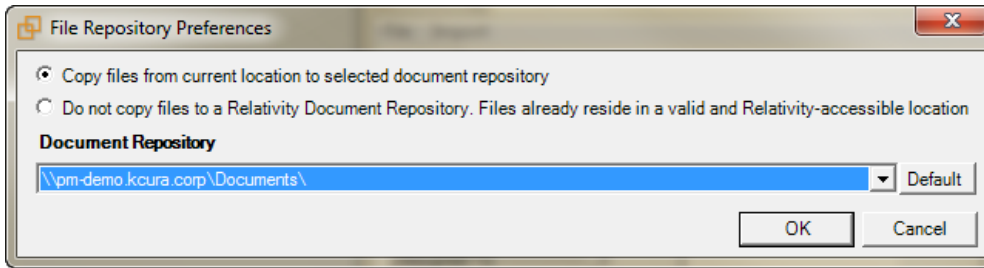 File Repository Preferences
Copy files from current location to selected document repository
Do not copy files to a Relativity Document Repository. Files already reside in a valid and Relativity-accessible location
Document Repository
\\pm-demo.kcura.corp\Documents\
Default
OK
Cancel